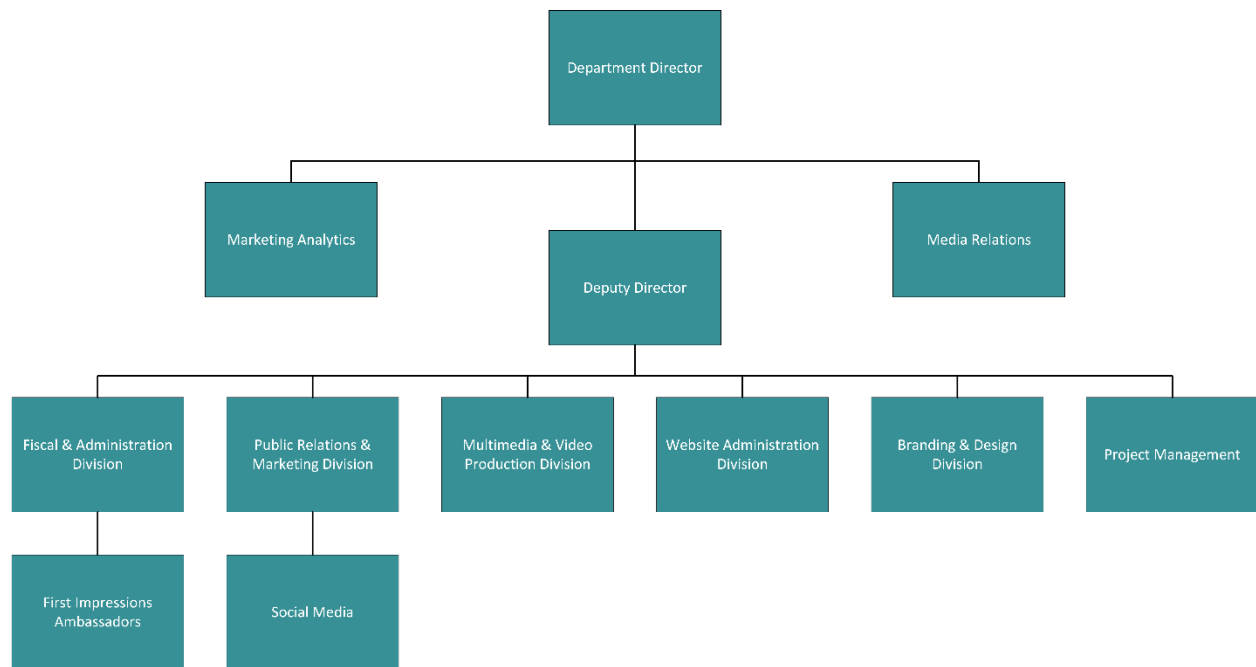 Department Director
Marketing Analytics
Media Relations
Deputy Director
Fiscal & Administration
Division
Public Relations &
Marketing Division
Multimedia & Video
Production Division
Website Administration
Division
Branding & Design
Division
Project Management
First Impressions
Ambassadors
Social Media